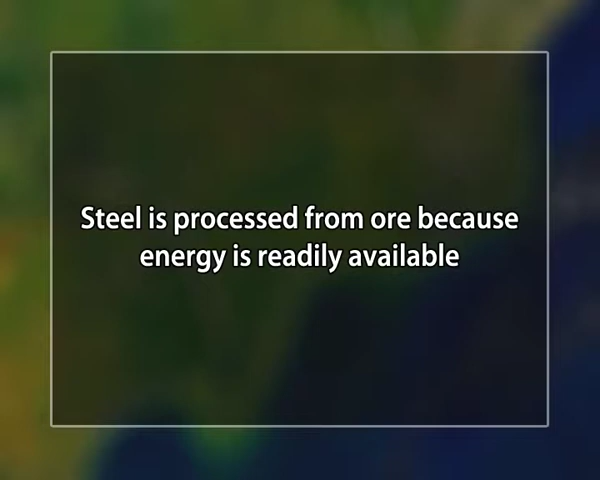 Steel is processed from ore because
energy is readily available